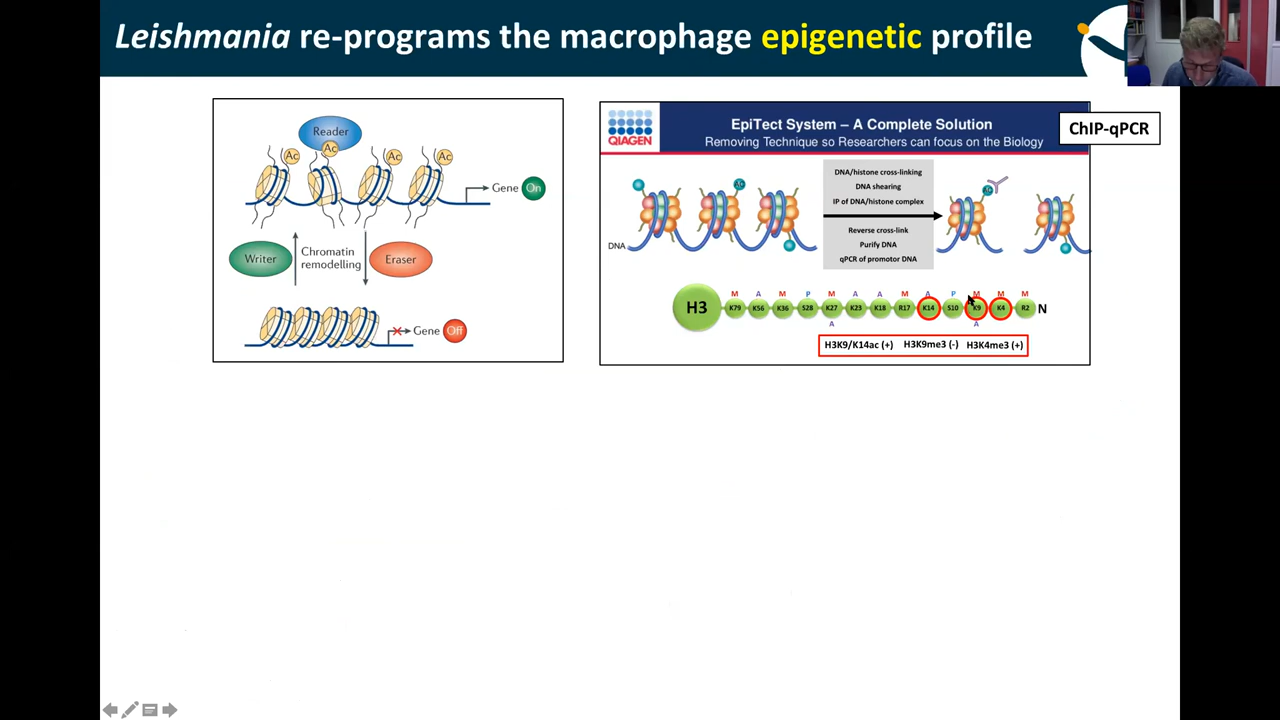 Leishmania re-programs the macrophage epigenetic profile
Reader
Ac Ac Ac Ac
Gene On
Writer
Chromatin
remodelling
Eraser
Gene Off
QIAGEN
EpiTect System – A Complete Solution
Removing Technique so Researchers can focus on the Biology
ChIP-qPCR
DNA/histone cross-linking
DNA shearing
IP of DNA/histone complex
Reverse cross-link
Purify DNA
qPCR of promotor DNA
Ac
Ac
DNA
M A M P M A A M A P M M M
H3 K79 K56 K36 S28 K27 K23 K18 R17 K14 S10 K9 K4 R2 N
A A
H3K9/K14ac (+) H3K9me3 (-) H3K4me3 (+)